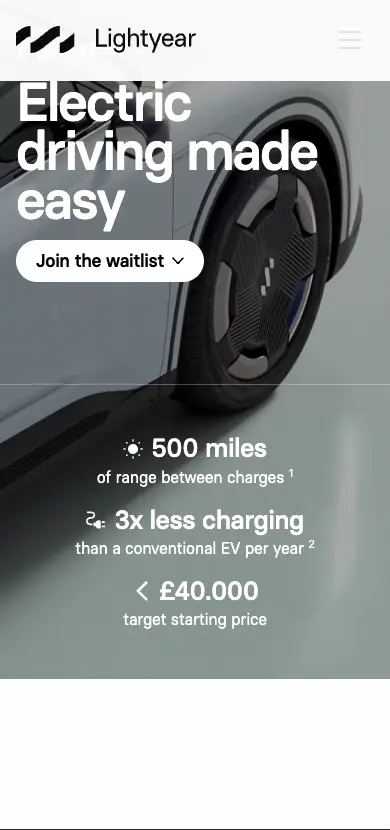 Lightyear
Electric
driving made
easy
Join the waitlist
500 miles
of range between charges ¹
3x less charging
than a conventional EV per year ²
< £40.000
target starting price